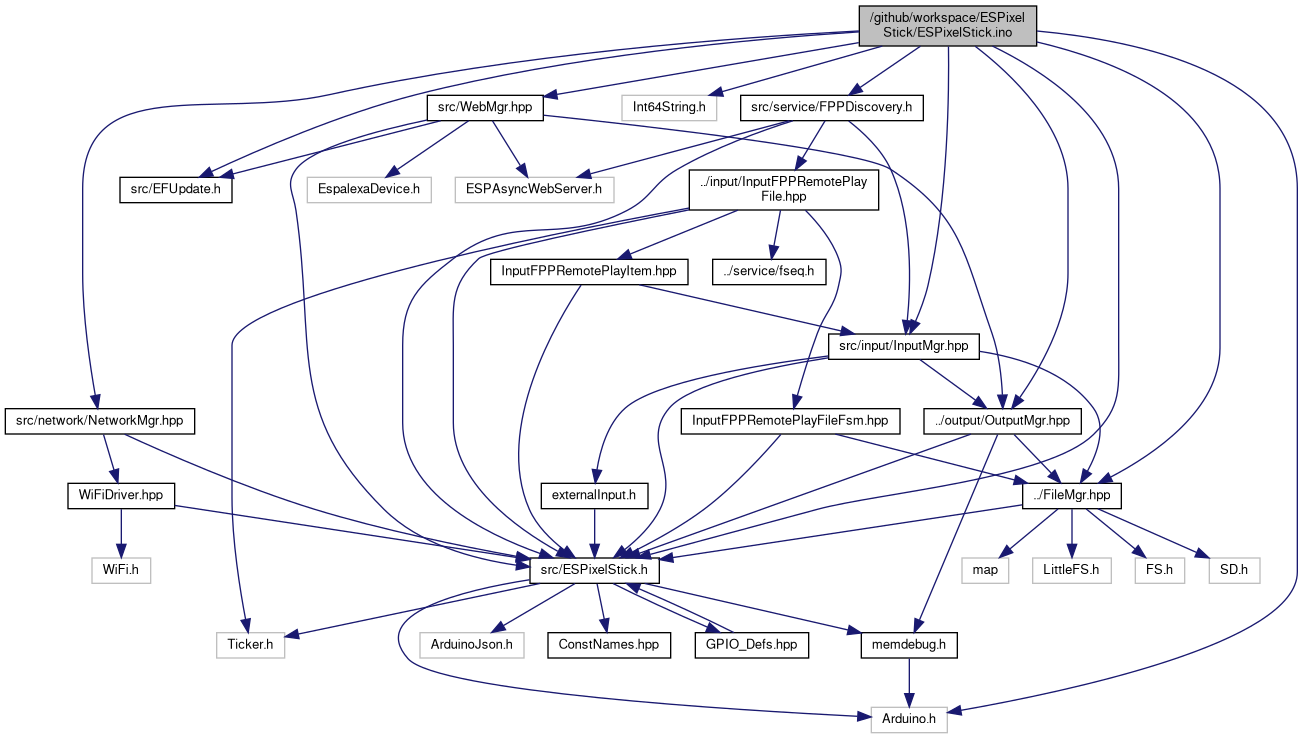 /github/workspace/ESPixel
Stick/ESPixelStick.ino
src/WebMgr.hpp
Int64String.h
src/service/FPPDiscovery.h
src/EFUpdate.h
EspalexaDevice.h
ESPAsyncWebServer.h
../input/InputFPPRemotePlay
File.hpp
InputFPPRemotePlayItem.hpp
../service/fseq.h
src/input/InputMgr.hpp
src/network/NetworkMgr.hpp
InputFPPRemotePlayFileFsm.hpp
../output/OutputMgr.hpp
WiFiDriver.hpp
externalInput.h
../FileMgr.hpp
WiFi.h
src/ESPixelStick.h
map
LittleFS.h
FS.h
SD.h
Ticker.h
ArduinoJson.h
ConstNames.hpp
GPIO_Defs.hpp
memdebug.h
Arduino.h